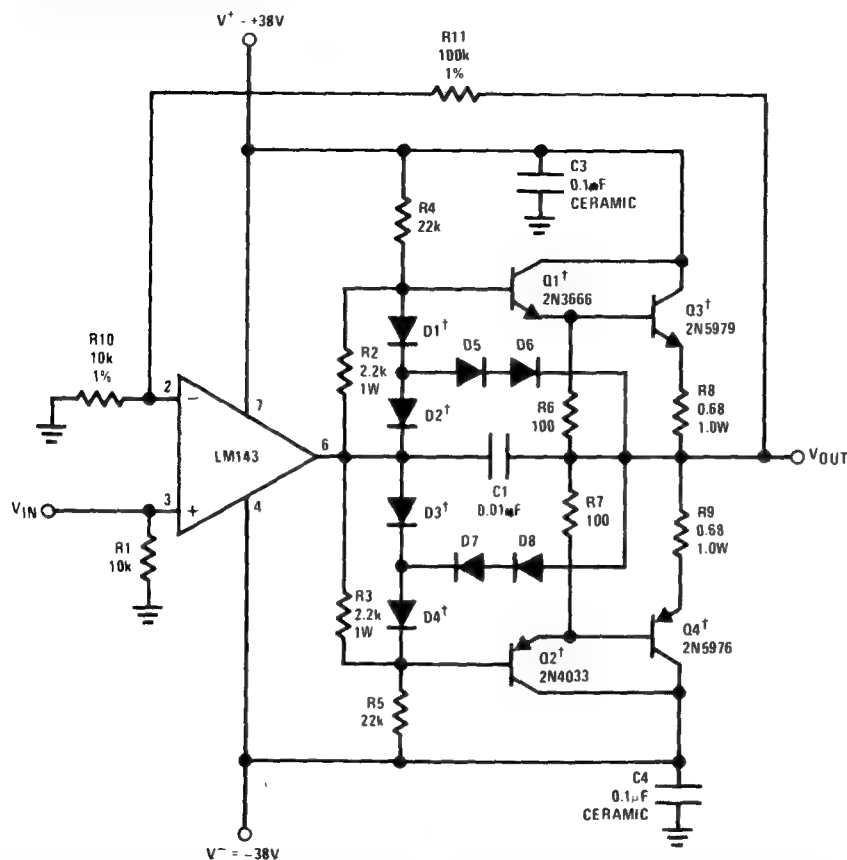 V+ - +38V
R11
100k
1%
C3
0.1μF
CERAMIC
R4
22k
Q1†
2N3666
Q3†
2N5979
D1†
D5
D6
R10
10k
1%
R2
2.2k
1W
R8
0.68
1.0W
2
−
7
D2†
R6
100
LM143
6
VOUT
C1
0.01μF
R7
100
R9
0.68
1.0W
VIN
3
+
4
D3†
D7
D8
R1
10k
R3
2.2k
1W
D4†
Q2†
2N4033
Q4†
2N5976
R5
22k
C4
0.1μF
CERAMIC
V− = −38V